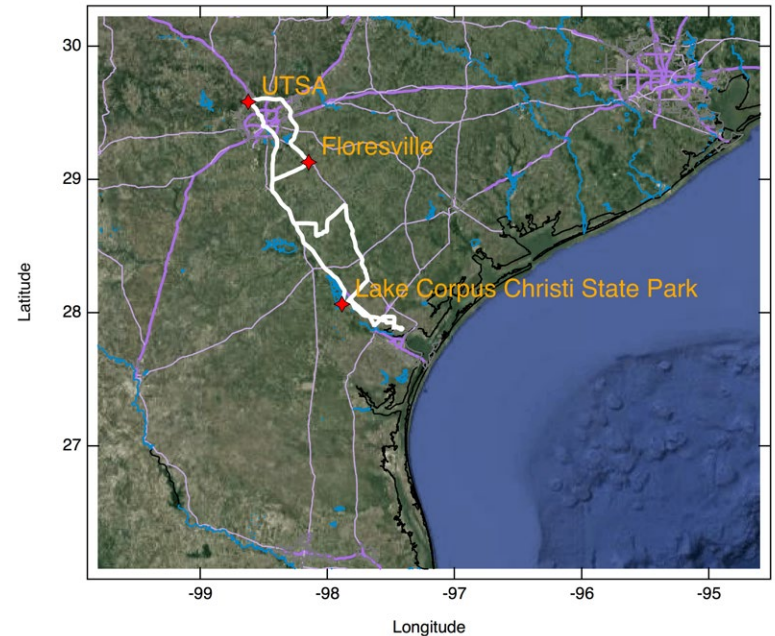 30
UTSA
Floresville
29
Lake Corpus Christi State Park
28
27
Latitude
-99
-98
-97
-96
-95
Longitude